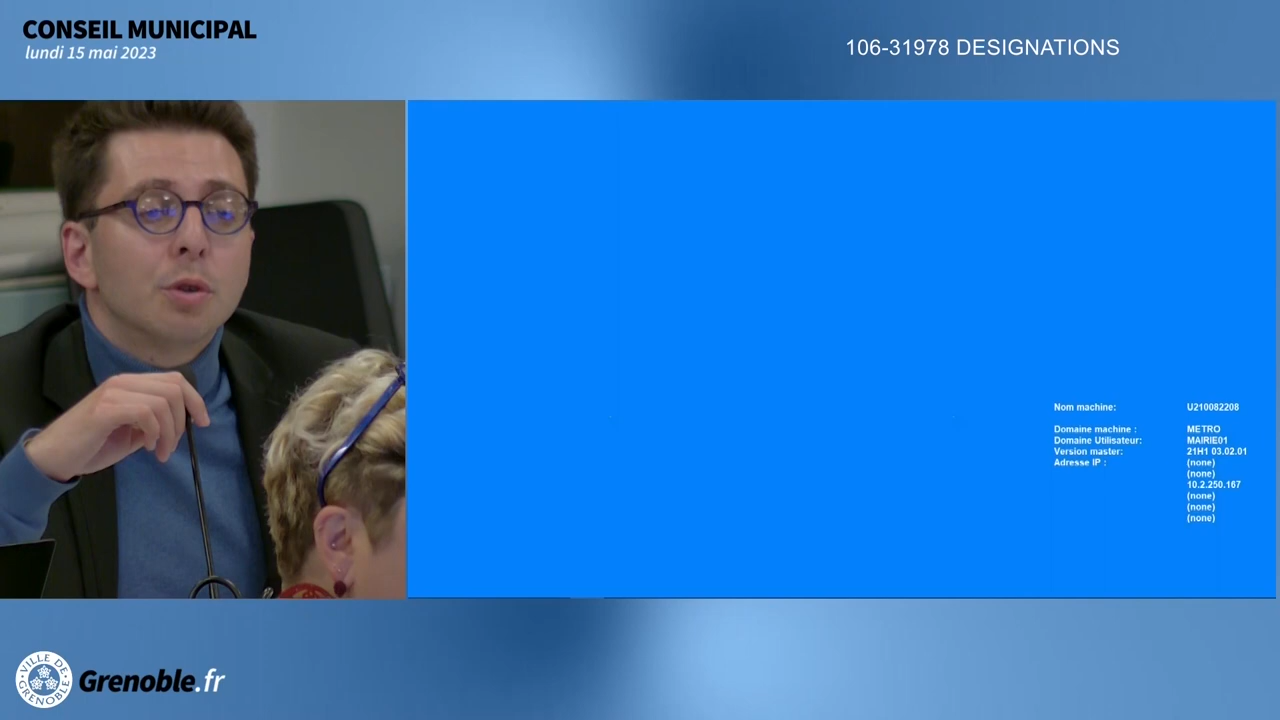 CONSEIL MUNICIPAL
lundi 15 mai 2023
106-31978 DESIGNATIONS
Nom machine: U210082208
Domaine machine : METRO
Domaine Utilisateur: MAIRIE01
Version master: 21H1 03.02.01
Adresse IP : (none)
(none)
10.2.250.167
(none)
(none)
(none)
VILLE DE GRENOBLE
Grenoble.fr